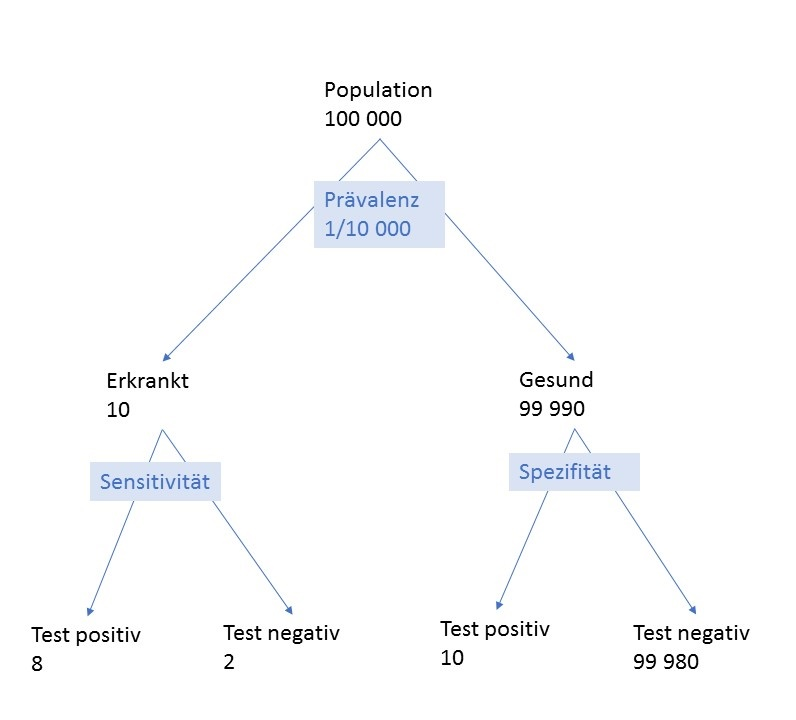 Population
100 000
Prävalenz
1/10 000
Erkrankt
10
Gesund
99 990
Sensitivität
Spezifität
Test positiv
8
Test negativ
2
Test positiv
10
Test negativ
99 980